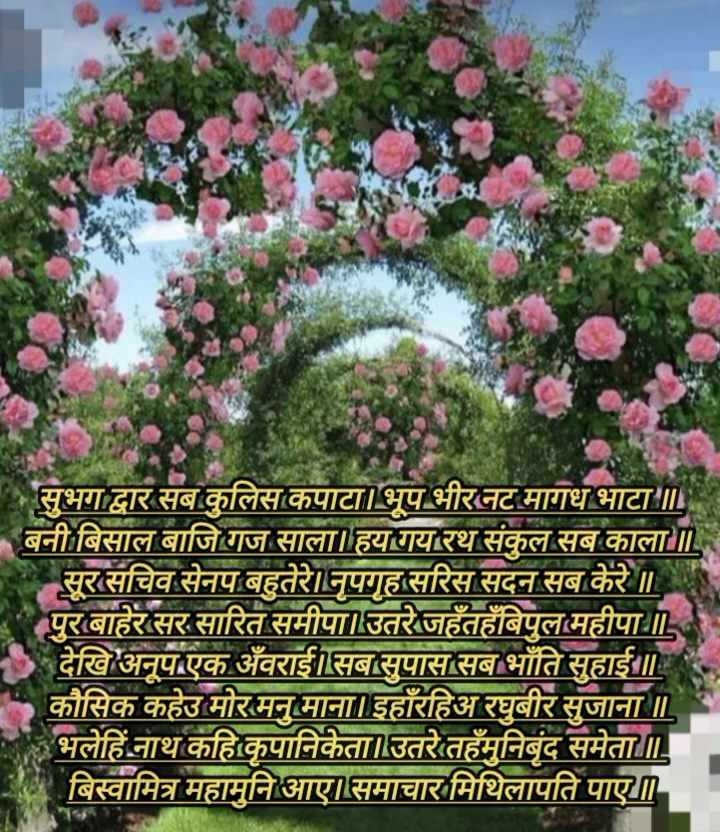 सुभग द्वार सब कुलिस कपाटा। भूप भीर नट मागध भाटा॥
बनी बिसाल बाजि गज साला। हय गय रथ संकुल सब काला॥
सूर सचिव सेनप बहुतेरे। नृपगृह सरिस सदन सब केरे॥
पुर बाहेर सर सारित समीपा। उतरे जहँतहँबिपुल महीपा॥
देखि अनूप एक अँवराई। सब सुपास सब भाँति सुहाई॥
कौसिक कहेउ मोर मनु माना। इहाँरहिअ रघुबीर सुजाना॥
भलेहिं नाथ कहि कृपानिकेता। उतरे तहँमुनिबृंद समेता॥
बिस्वामित्र महामुनि आए। समाचार मिथिलापति पाए॥